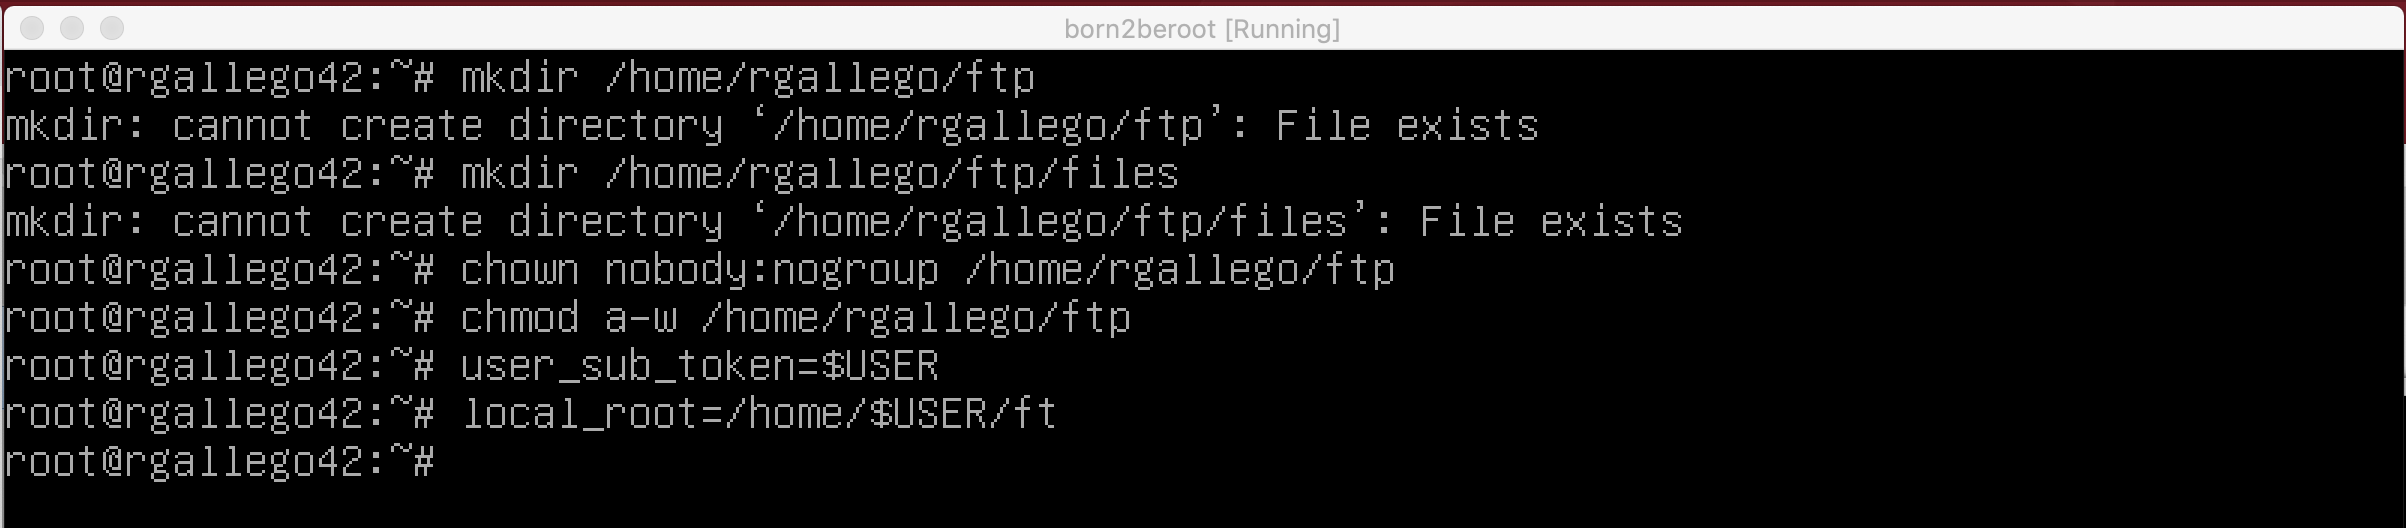 born2beroot [Running]
root@rgallego42:~# mkdir /home/rgallego/ftp
mkdir: cannot create directory ‘/home/rgallego/ftp’: File exists
root@rgallego42:~# mkdir /home/rgallego/ftp/files
mkdir: cannot create directory ‘/home/rgallego/ftp/files’: File exists
root@rgallego42:~# chown nobody:nogroup /home/rgallego/ftp
root@rgallego42:~# chmod a-w /home/rgallego/ftp
root@rgallego42:~# user_sub_token=$USER
root@rgallego42:~# local_root=/home/$USER/ft
root@rgallego42:~#